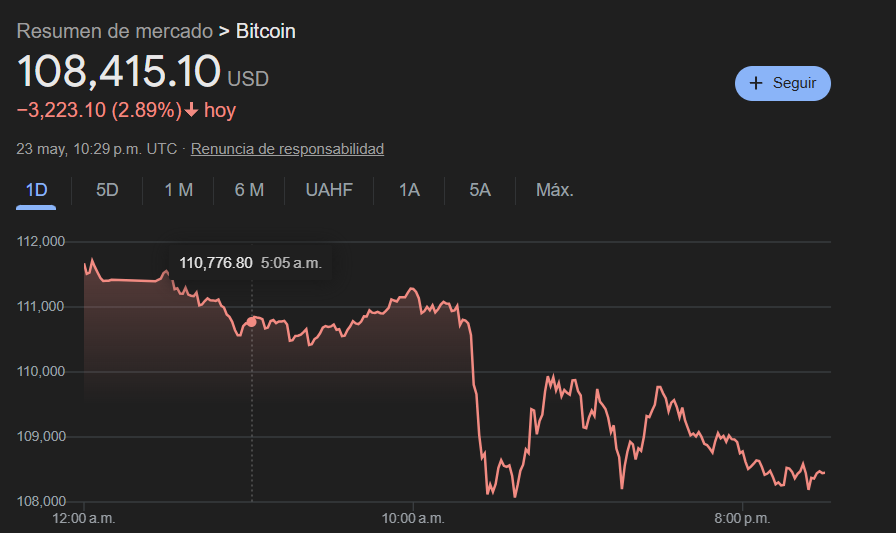 Resumen de mercado > Bitcoin
108,415.10 USD
+ Seguir
−3,223.10 (2.89%) ↓ hoy
23 may, 10:29 p.m. UTC · Renuncia de responsabilidad
1D 5D 1 M 6 M UAHF 1A 5A Máx.
112,000
110,776.80 5:05 a.m.
111,000
110,000
109,000
108,000
12:00 a.m. 10:00 a.m. 8:00 p.m.